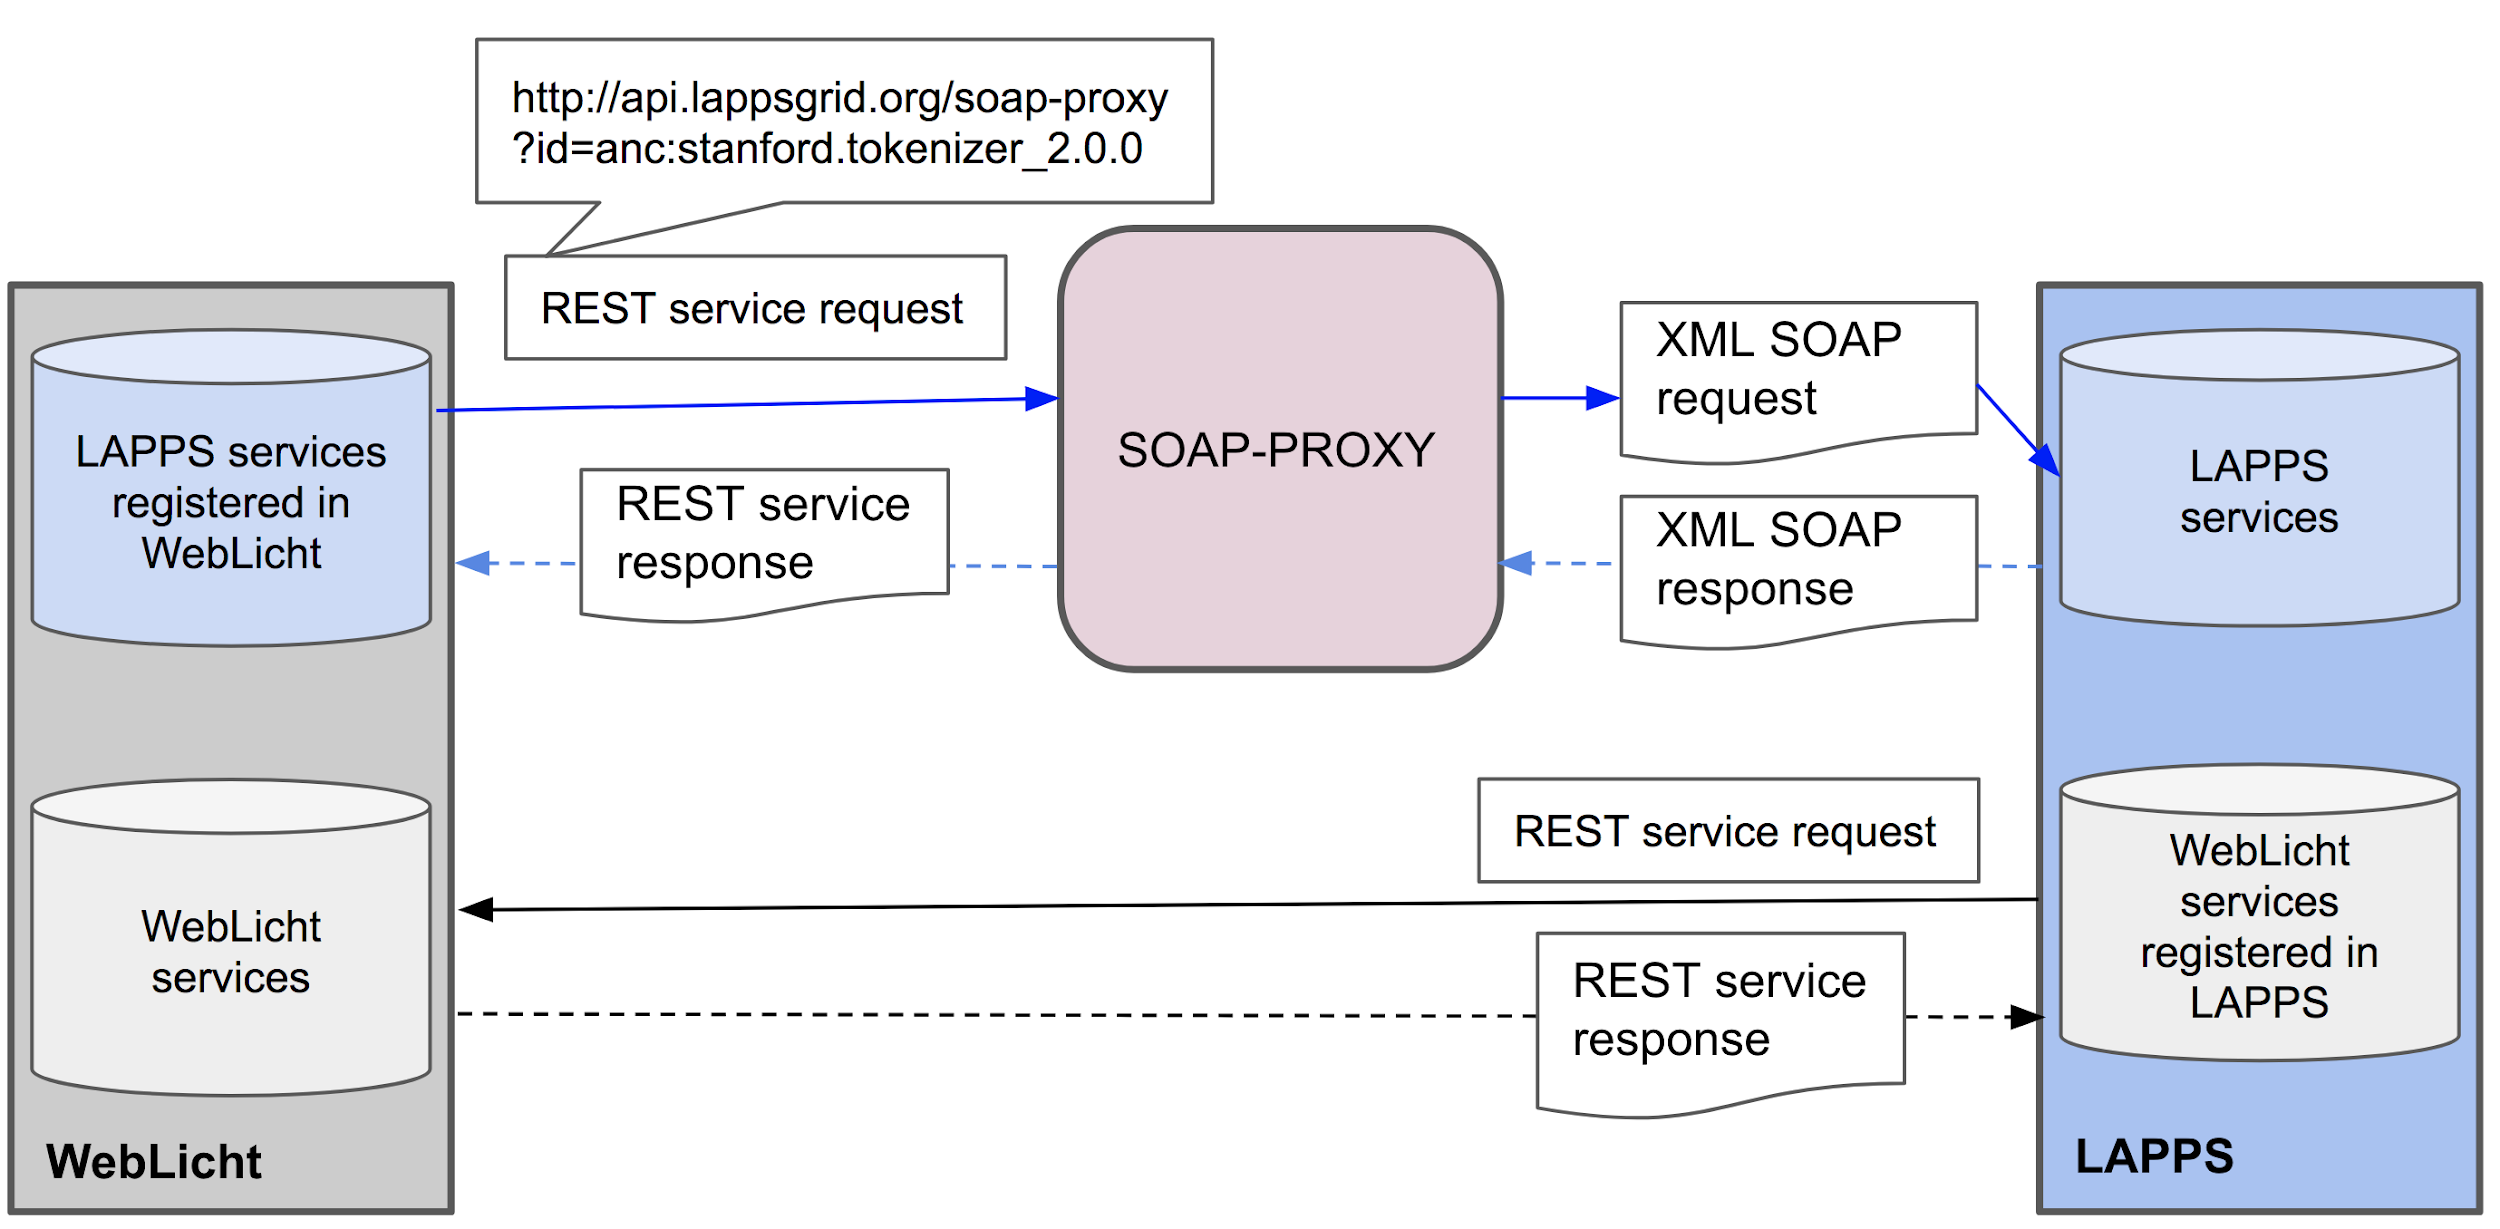 http://api.lappsgrid.org/soap-proxy
?id=anc:stanford.tokenizer_2.0.0
REST service request
LAPPS services
registered in
WebLicht
REST service
response
SOAP-PROXY
XML SOAP
request
XML SOAP
response
LAPPS
services
WebLicht
services
REST service request
REST service
response
WebLicht
services
registered in
LAPPS
WebLicht
LAPPS